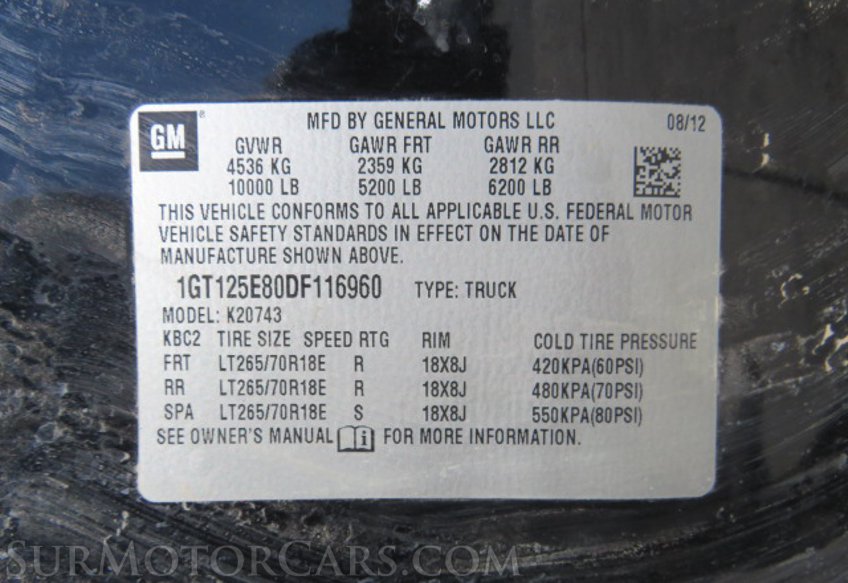 GM ®
MFD BY GENERAL MOTORS LLC 08/12
GVWR GAWR FRT GAWR RR
4536 KG 2359 KG 2812 KG
10000 LB 5200 LB 6200 LB
THIS VEHICLE CONFORMS TO ALL APPLICABLE U.S. FEDERAL MOTOR
VEHICLE SAFETY STANDARDS IN EFFECT ON THE DATE OF
MANUFACTURE SHOWN ABOVE.
1GT125E80DF116960 TYPE: TRUCK
MODEL: K20743
KBC2 TIRE SIZE SPEED RTG RIM COLD TIRE PRESSURE
FRT LT265/70R18E R 18X8J 420KPA(60PSI)
RR LT265/70R18E R 18X8J 480KPA(70PSI)
SPA LT265/70R18E S 18X8J 550KPA(80PSI)
SEE OWNER'S MANUAL i FOR MORE INFORMATION.
SURMOTORCARS.COM